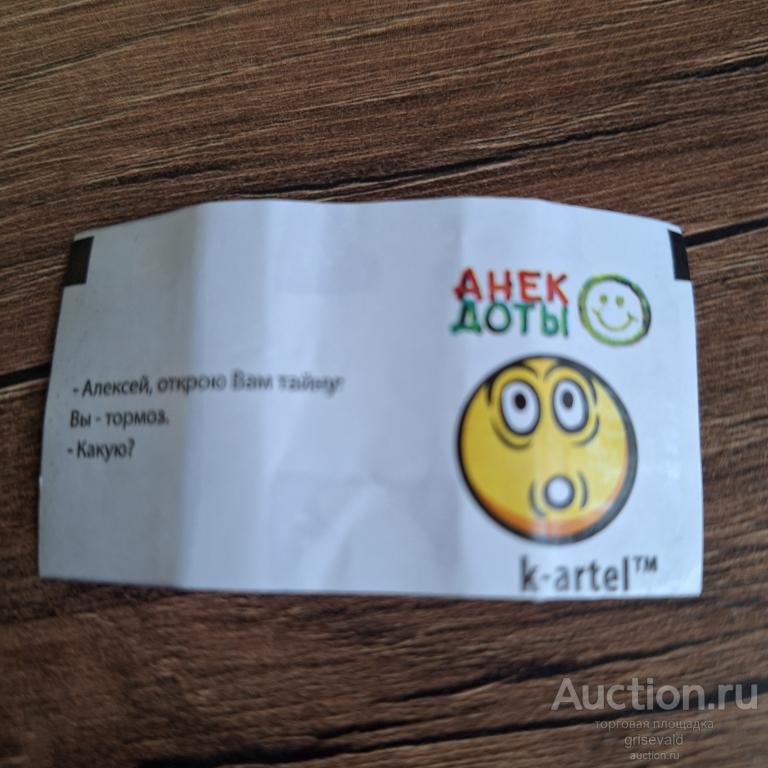 АНЕК
ДОТЫ
- Алексей, открою Вам тайну:
Вы - тормоз.
- Какую?
k-artel™
Auction.ru
торговая площадка
grisevald
auction.ru